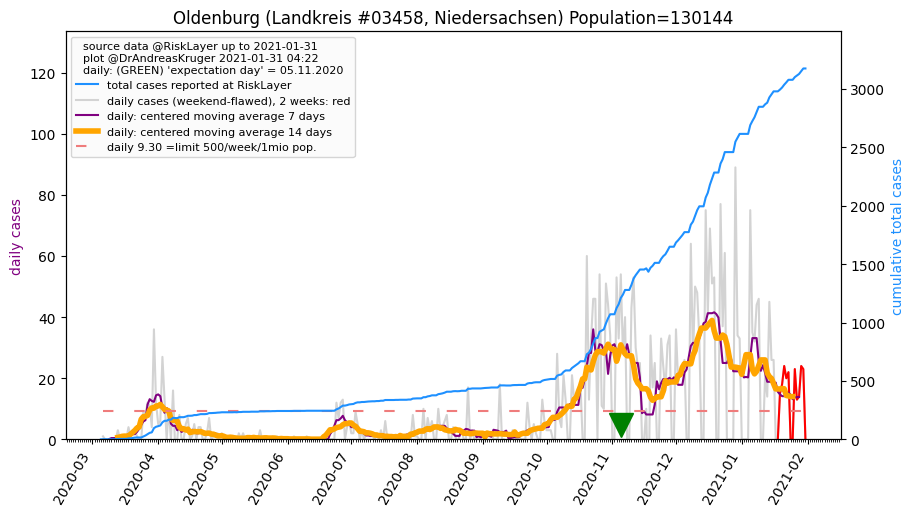 Oldenburg (Landkreis #03458, Niedersachsen) Population=130144
source data @RiskLayer up to 2021-01-31
plot @DrAndreasKruger 2021-01-31 04:22
daily: (GREEN) 'expectation day' = 05.11.2020
total cases reported at RiskLayer
daily cases (weekend-flawed), 2 weeks: red
daily: centered moving average 7 days
daily: centered moving average 14 days
daily 9.30 =limit 500/week/1mio pop.
daily cases
120
100
80
60
40
20
0
cumulative total cases
3000
2500
2000
1500
1000
500
0
2020-03
2020-04
2020-05
2020-06
2020-07
2020-08
2020-09
2020-10
2020-11
2020-12
2021-01
2021-02